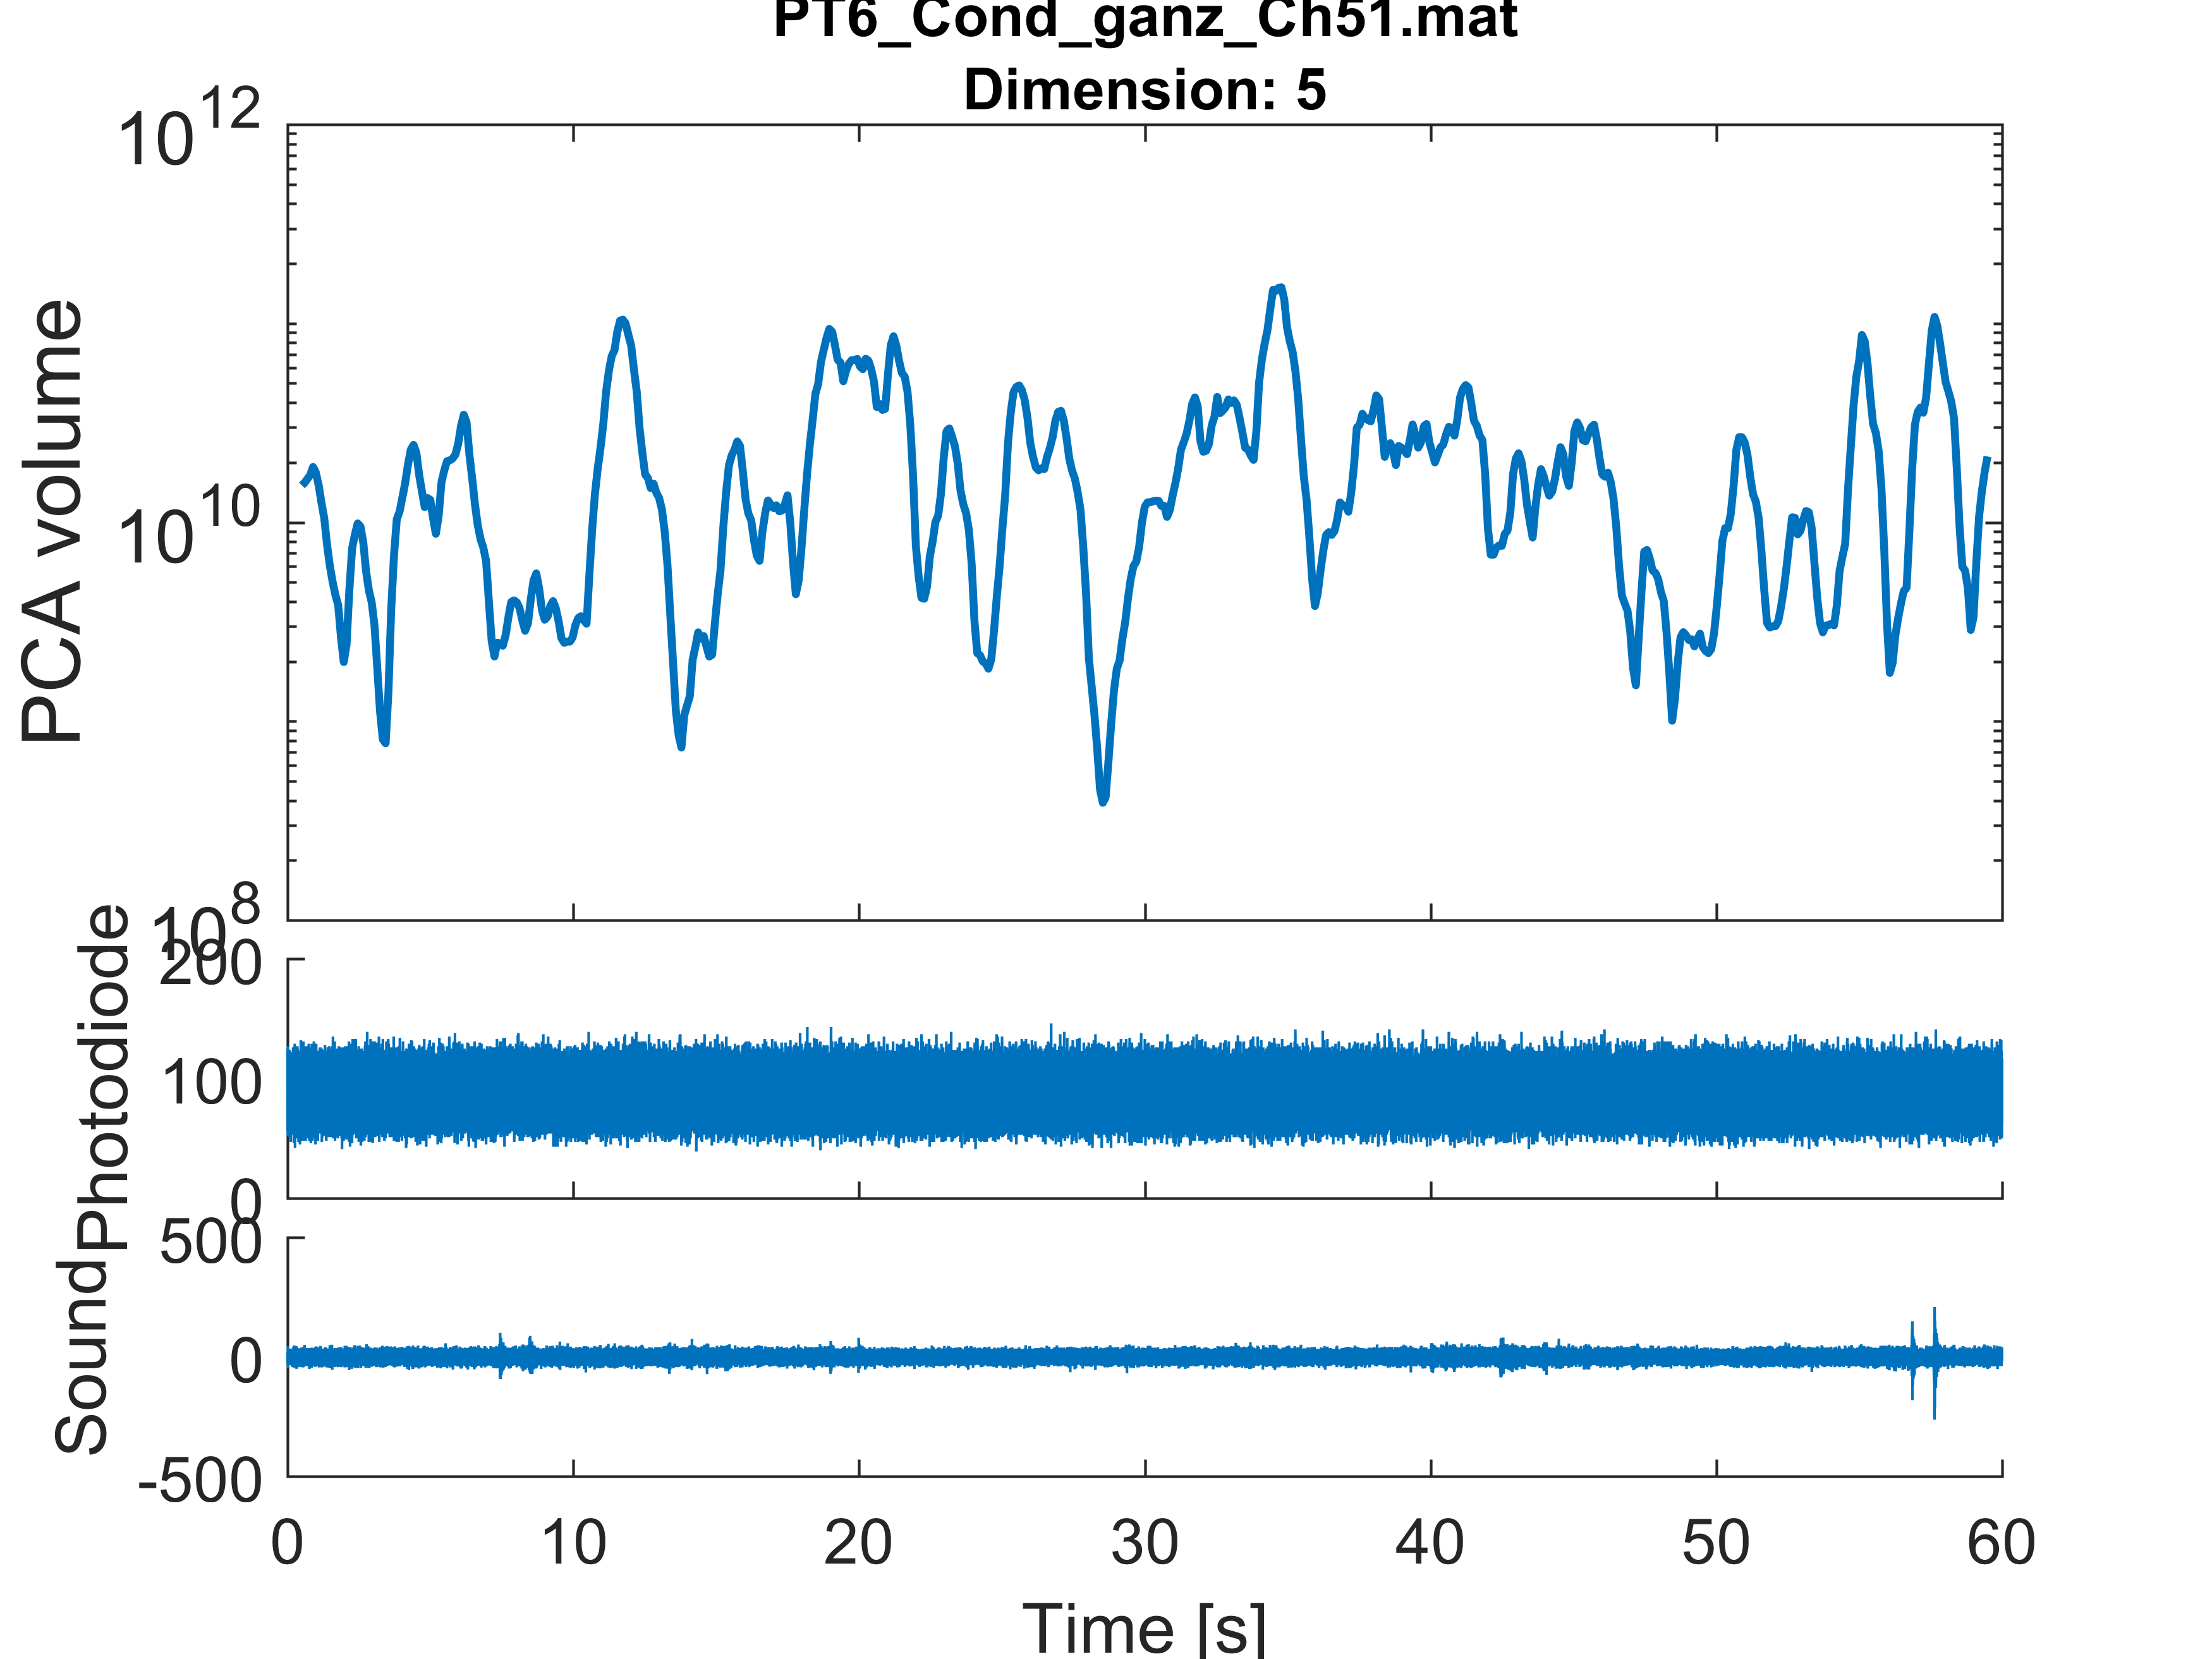 PT6_Cond_ganz_Ch51.mat
Dimension: 5
10^12
10^10
10^8
PCA volume
200
100
0
Photodiode
500
0
-500
Sound
0 10 20 30 40 50 60
Time [s]